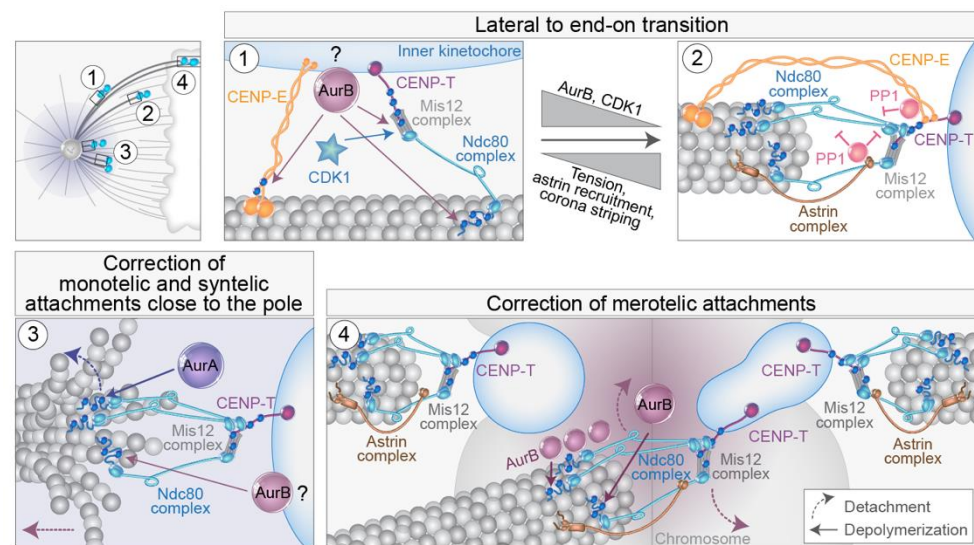 Lateral to end-on transition
1
2
3
4
1
?
Inner kinetochore
AurB
CENP-T
CENP-E
Mis12
complex
Ndc80
complex
CDK1
AurB, CDK1
Tension,
astrin recruitment,
corona striping
2
CENP-E
Ndc80
complex
PP1
CENP-T
PP1
Mis12
complex
Astrin
complex
Correction of
monotelic and syntelic
attachments close to the pole
3
AurA
CENP-T
Mis12
complex
Ndc80
complex
AurB ?
Correction of merotelic attachments
4
CENP-T
Mis12
complex
Astrin
complex
AurB
AurB
Ndc80
complex
Mis12
complex
CENP-T
CENP-T
Mis12
complex
Astrin
complex
Chromosome
Detachment
Depolymerization